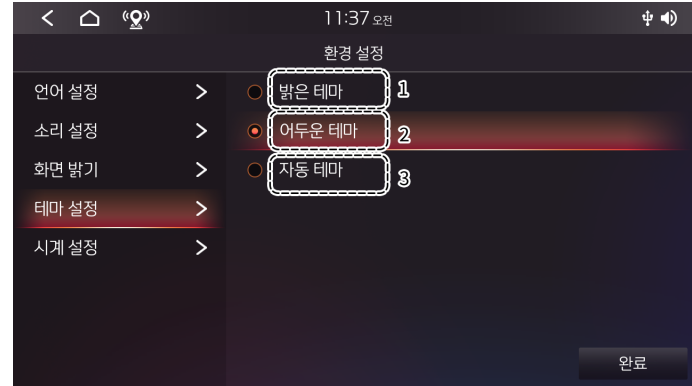 11:37 오전
환경 설정
언어 설정
밝은 테마
1
소리 설정
어두운 테마
2
화면 밝기
자동 테마
3
테마 설정
시계 설정
완료